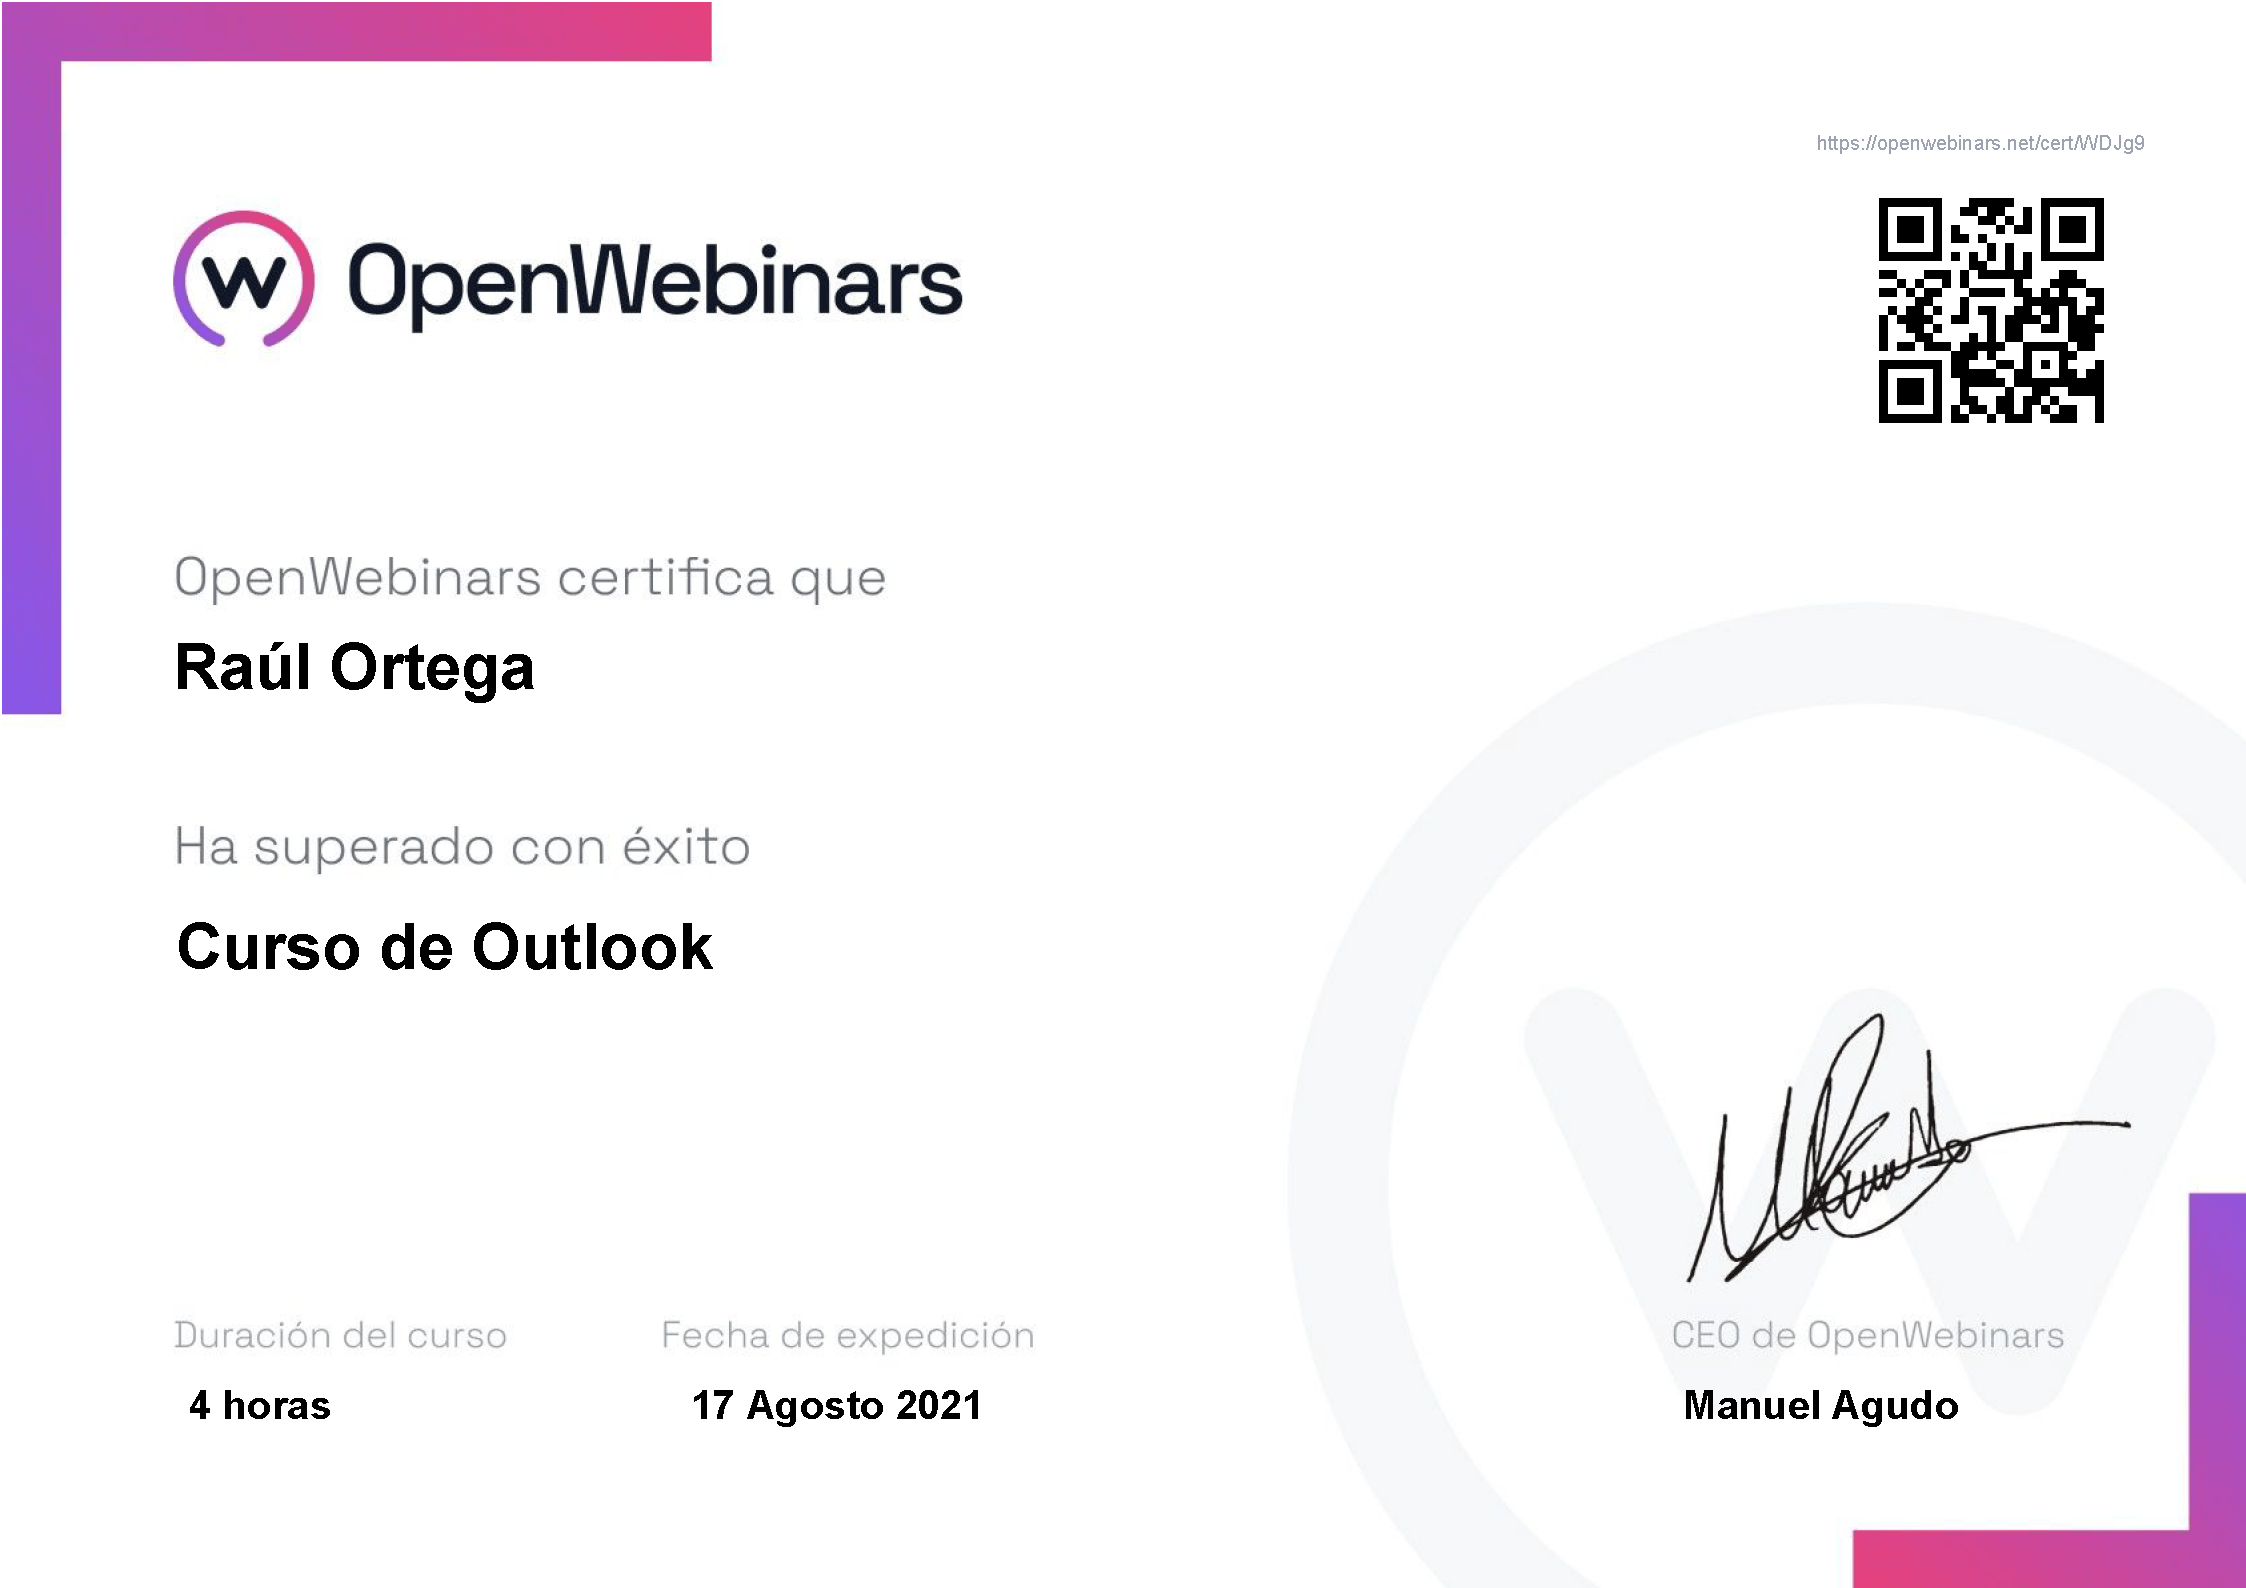 https://openwebinars.net/cert/WDJg9
OpenWebinars
OpenWebinars certifica que
Raúl Ortega
Ha superado con éxito
Curso de Outlook
Duración del curso
4 horas
Fecha de expedición
17 Agosto 2021
CEO de OpenWebinars
Manuel Agudo